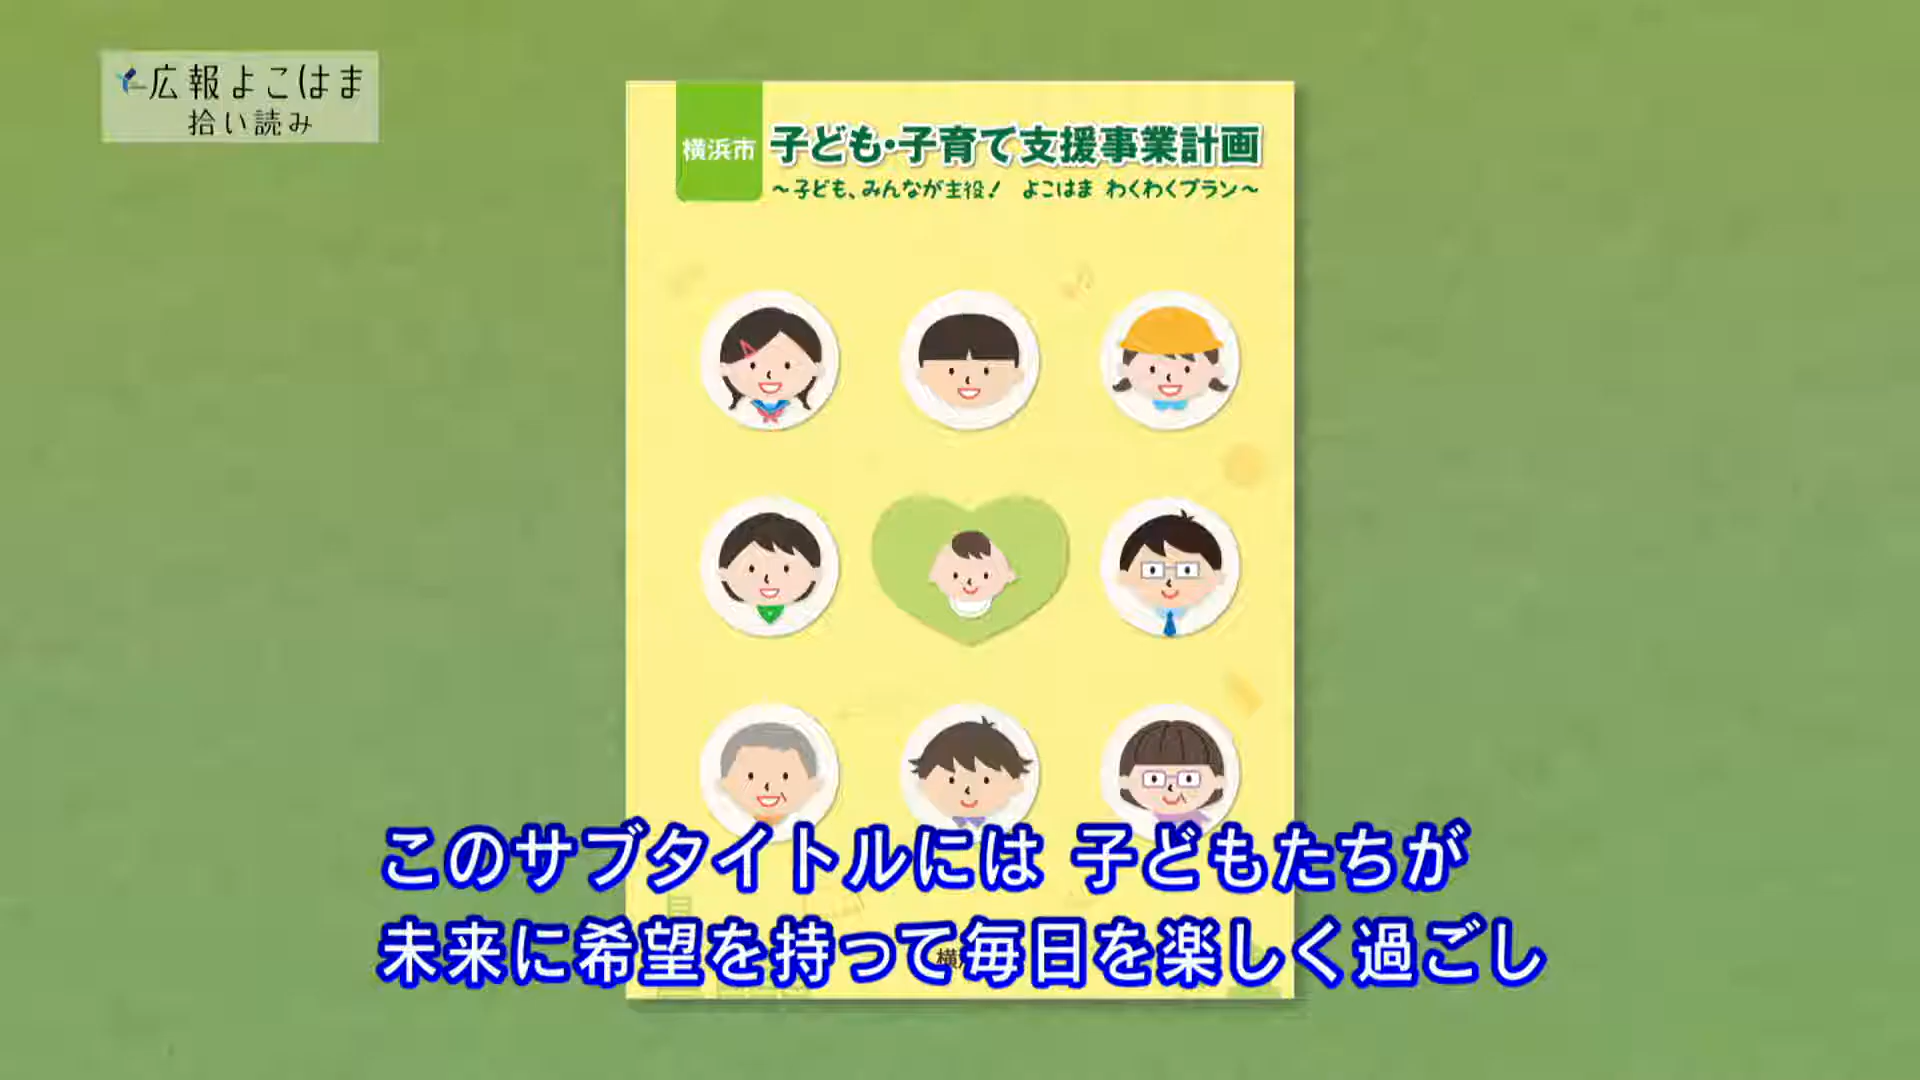 広報よこはま
拾い読み
横浜市
子ども・子育て支援事業計画
～子ども、みんなが主役！ よこはま わくわくプラン～
このサブタイトルには 子どもたちが
未来に希望を持って毎日を楽しく過ごし